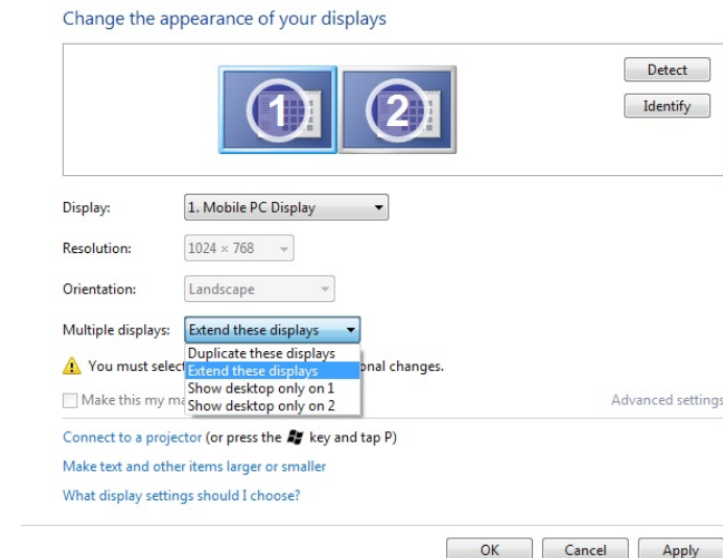 Change the appearance of your displays
1
2
Detect
Identify
Display:
1. Mobile PC Display
Resolution:
1024 × 768
Orientation:
Landscape
Multiple displays:
Extend these displays
Duplicate these displays
Extend these displays
Show desktop only on 1
Show desktop only on 2
You must select onal changes.
Make this my ma
Advanced settings
Connect to a projector (or press the key and tap P)
Make text and other items larger or smaller
What display settings should I choose?
OK
Cancel
Apply